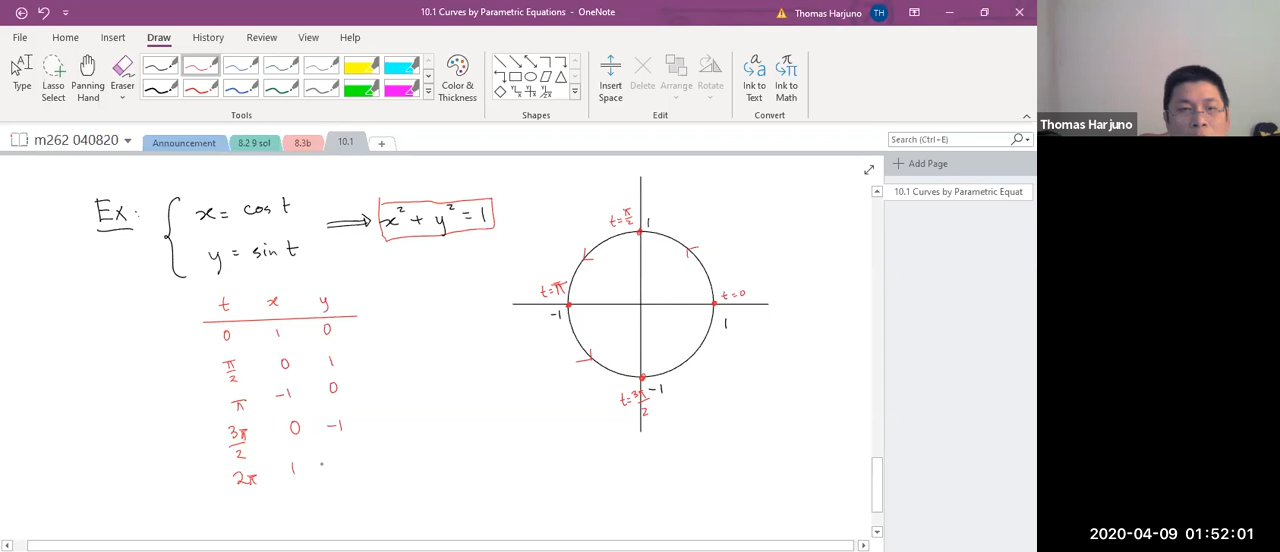 10.1 Curves by Parametric Equations - OneNote
Thomas Harjuno TH
File Home Insert Draw History Review View Help
Type Lasso Select Panning Hand Eraser Color & Thickness Insert Space Delete Arrange Rotate Ink to Text Ink to Math
Tools Shapes Edit Convert
m262 040820 Announcement 8.2 9 sol 8.3b 10.1 Search (Ctrl+E)
Add Page
10.1 Curves by Parametric Equat
Thomas Harjuno
Ex: x = cos t ⟹ x² + y² = 1
y = sin t
t x y
0 1 0
π/2 0 1
π -1 0
3π/2 0 -1
2π 1
t=π/2 1
t=π t=0
-1 1
t=3π/2 -1
2020-04-09 01:52:01